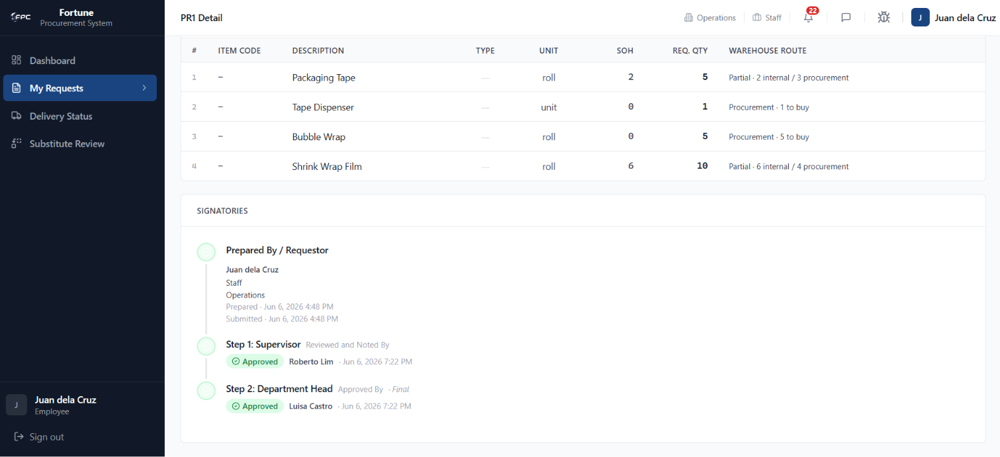 FPC
Fortune
Procurement System
Dashboard
My Requests
Delivery Status
Substitute Review
J
Juan dela Cruz
Employee
Sign out
PR1 Detail
Operations
Staff
22
J
Juan dela Cruz
# ITEM CODE DESCRIPTION TYPE UNIT SOH REQ. QTY WAREHOUSE ROUTE
1 – Packaging Tape — roll 2 5 Partial · 2 internal / 3 procurement
2 – Tape Dispenser — unit 0 1 Procurement · 1 to buy
3 – Bubble Wrap — roll 0 5 Procurement · 5 to buy
4 – Shrink Wrap Film — roll 6 10 Partial · 6 internal / 4 procurement
SIGNATORIES
Prepared By / Requestor
Juan dela Cruz
Staff
Operations
Prepared · Jun 6, 2026 4:48 PM
Submitted · Jun 6, 2026 4:48 PM
Step 1: Supervisor Reviewed and Noted By
Approved Roberto Lim · Jun 6, 2026 7:22 PM
Step 2: Department Head Approved By · Final
Approved Luisa Castro · Jun 6, 2026 7:22 PM